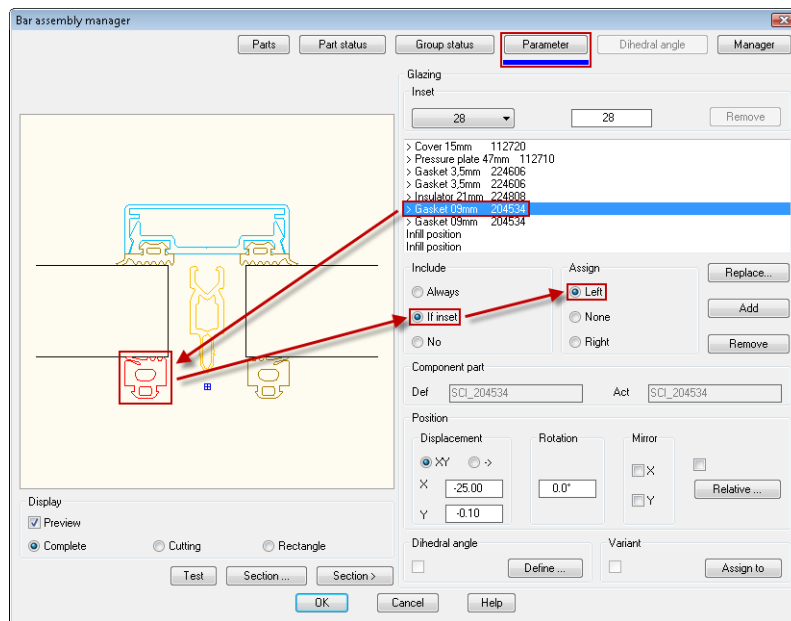 Bar assembly manager
Parts Part status Group status Parameter Dihedral angle Manager
Glazing
Inset
28 28 Remove
> Cover 15mm 112720
> Pressure plate 47mm 112710
> Gasket 3,5mm 224606
> Gasket 3,5mm 224606
> Insulator 21mm 224808
> Gasket 09mm 204534
> Gasket 09mm 204534
Infill position
Infill position
Include Assign Replace...
Always Left
Add
If inset None
No Right Remove
Component part
Def SCI_204534 Act SCI_204534
Position
Displacement Rotation Mirror
XY -> X
X -25.00 0.0° Relative ...
Y -0.10 Y
Display
Preview
Complete Cutting Rectangle
Dihedral angle Variant
Test Section ... Section > Define ... Assign to
OK Cancel Help